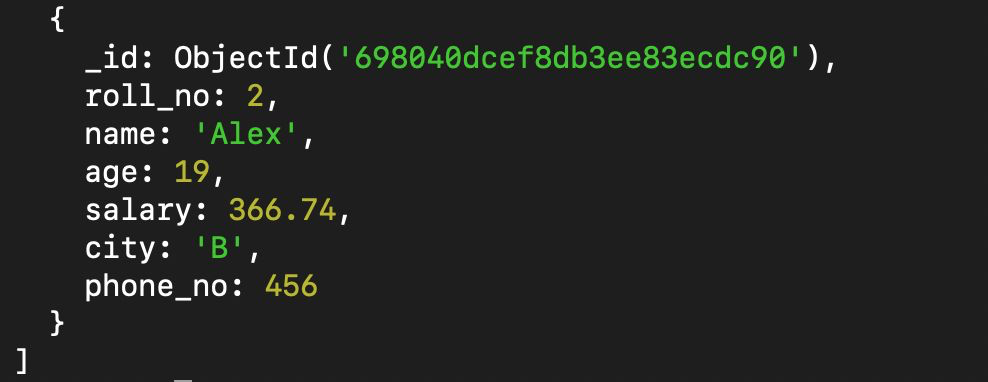 {
_id: ObjectId('698040dcef8db3ee83ecdc90'),
roll_no: 2,
name: 'Alex',
age: 19,
salary: 366.74,
city: 'B',
phone_no: 456
}
]